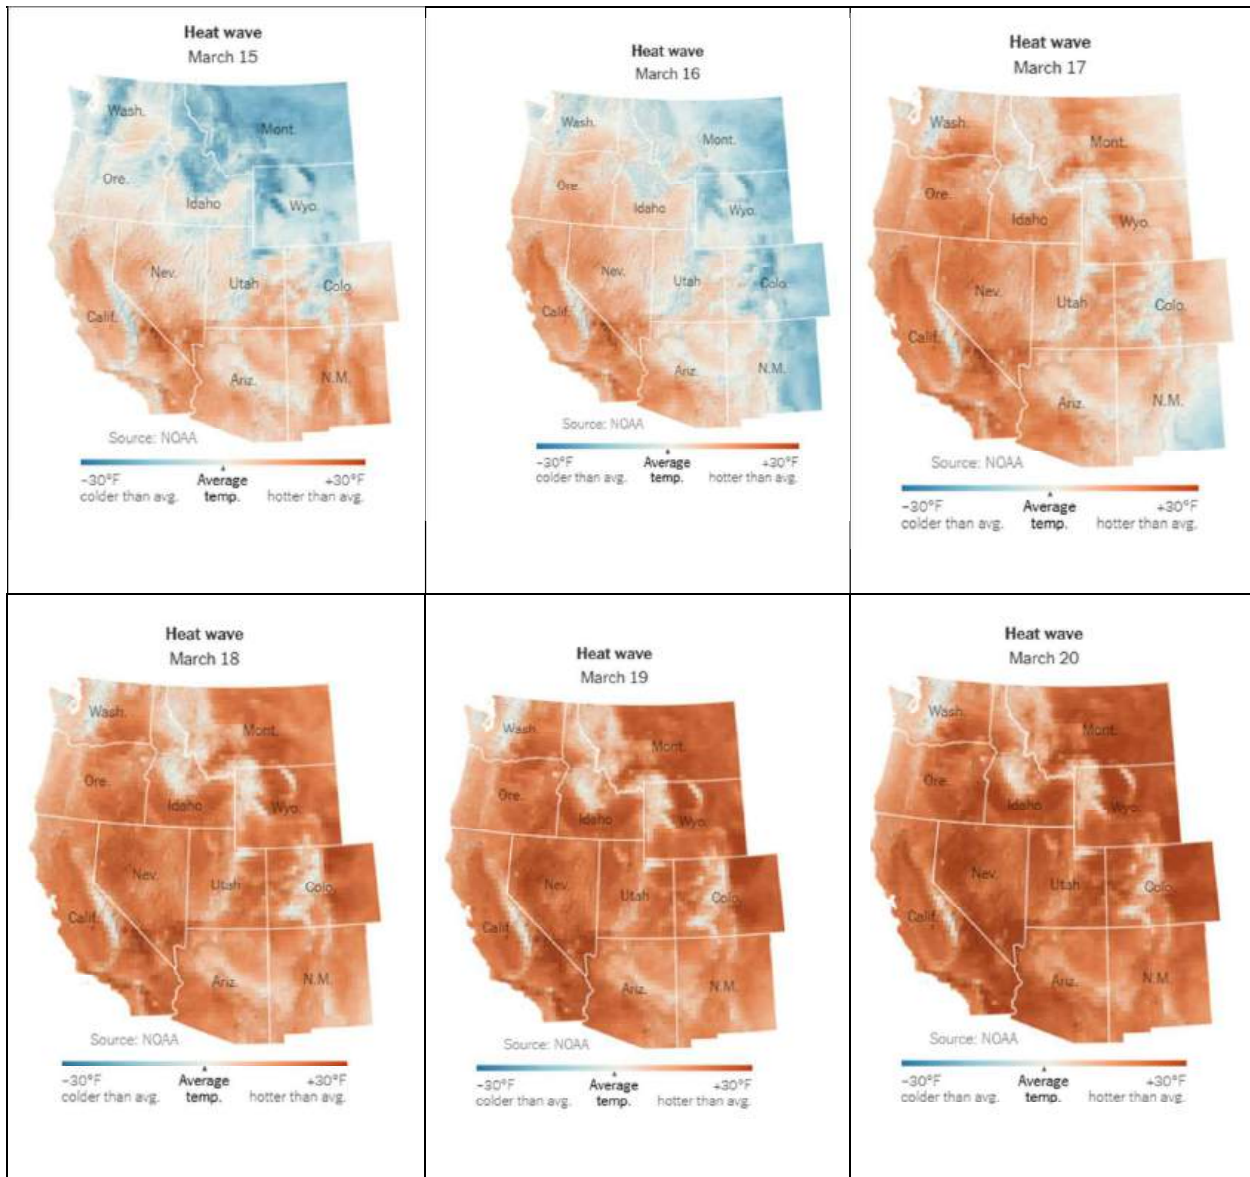 Heat wave
March 15
Wash.
Mont.
Ore.
Idaho
Wyo.
Nev.
Utah
Colo.
Calif.
Ariz.
N.M.
Source: NOAA
−30°F
colder than avg.
Average
temp.
+30°F
hotter than avg.
Heat wave
March 16
Wash.
Mont.
Ore.
Idaho
Wyo.
Nev.
Utah
Colo.
Calif.
Ariz.
N.M.
Source: NOAA
−30°F
colder than avg.
Average
temp.
+30°F
hotter than avg.
Heat wave
March 17
Wash.
Mont.
Ore.
Idaho
Wyo.
Nev.
Utah
Colo.
Calif.
Ariz.
N.M.
Source: NOAA
−30°F
colder than avg.
Average
temp.
+30°F
hotter than avg.
Heat wave
March 18
Wash.
Mont.
Ore.
Idaho
Wyo.
Nev.
Utah
Colo.
Calif.
Ariz.
N.M.
Source: NOAA
−30°F
colder than avg.
Average
temp.
+30°F
hotter than avg.
Heat wave
March 19
Wash.
Mont.
Ore.
Idaho
Wyo.
Nev.
Utah
Colo.
Calif.
Ariz.
N.M.
Source: NOAA
−30°F
colder than avg.
Average
temp.
+30°F
hotter than avg.
Heat wave
March 20
Wash.
Mont.
Ore.
Idaho
Wyo.
Nev.
Utah
Colo.
Calif.
Ariz.
N.M.
Source: NOAA
−30°F
colder than avg.
Average
temp.
+30°F
hotter than avg.